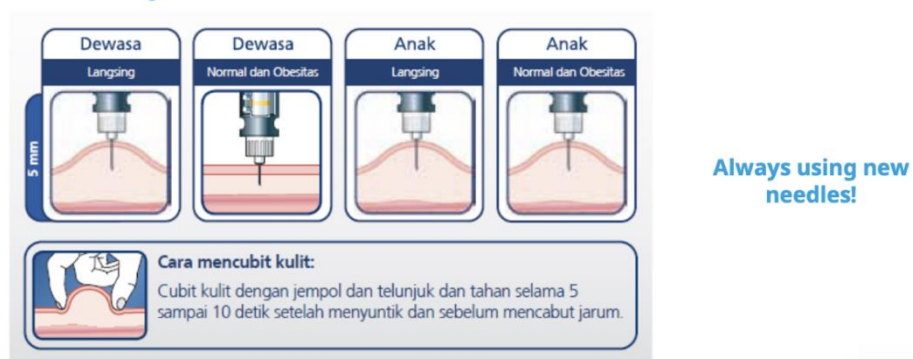 Dewasa
Langsing
Dewasa
Normal dan Obesitas
Anak
Langsing
Anak
Normal dan Obesitas
5 mm
Always using new
needles!
Cara mencubit kulit:
Cubit kulit dengan jempol dan telunjuk dan tahan selama 5
sampai 10 detik setelah menyuntik dan sebelum mencabut jarum.